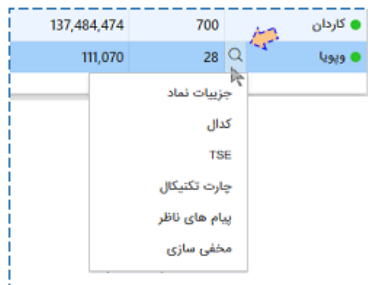 کاردان 700 137,484,474
وپویا 28 111,070
جزییات نماد
کدال
TSE
چارت تکنیکال
پیام های ناظر
مخفی سازی